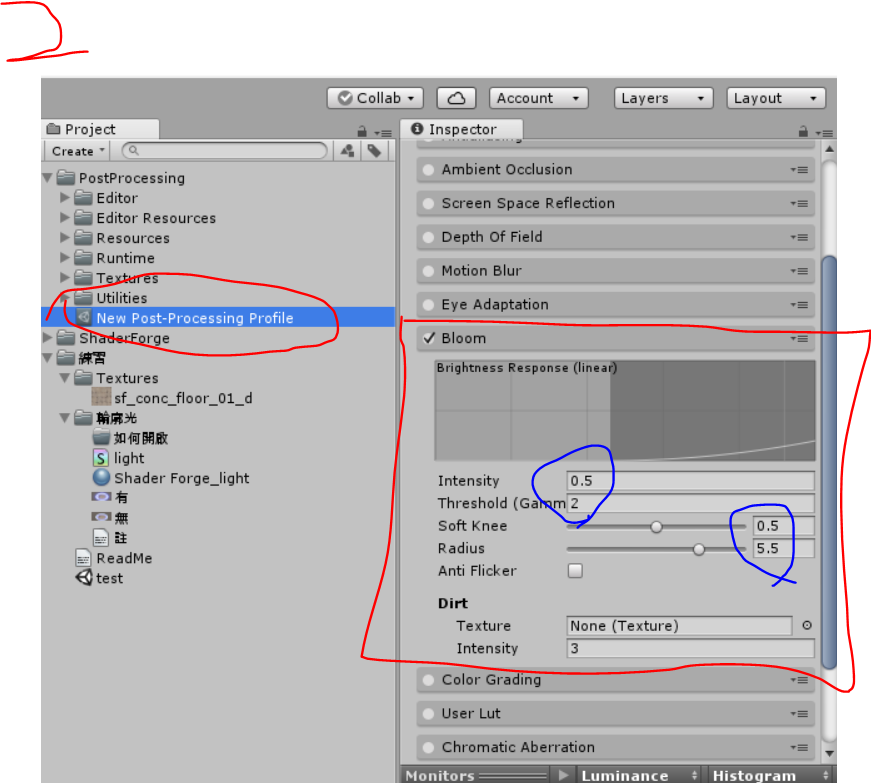 Collab
Account
Layers
Layout
Project
Create
PostProcessing
Editor
Editor Resources
Resources
Runtime
Textures
Utilities
New Post-Processing Profile
ShaderForge
練習
Textures
sf_conc_floor_01_d
輪廓光
如何開啟
light
Shader Forge_light
有
無
註
ReadMe
test
Inspector
Ambient Occlusion
Screen Space Reflection
Depth Of Field
Motion Blur
Eye Adaptation
Bloom
Brightness Response (linear)
Intensity 0.5
Threshold (Gamm 2
Soft Knee 0.5
Radius 5.5
Anti Flicker
Dirt
Texture None (Texture)
Intensity 3
Color Grading
User Lut
Chromatic Aberration
Monitors Luminance Histogram